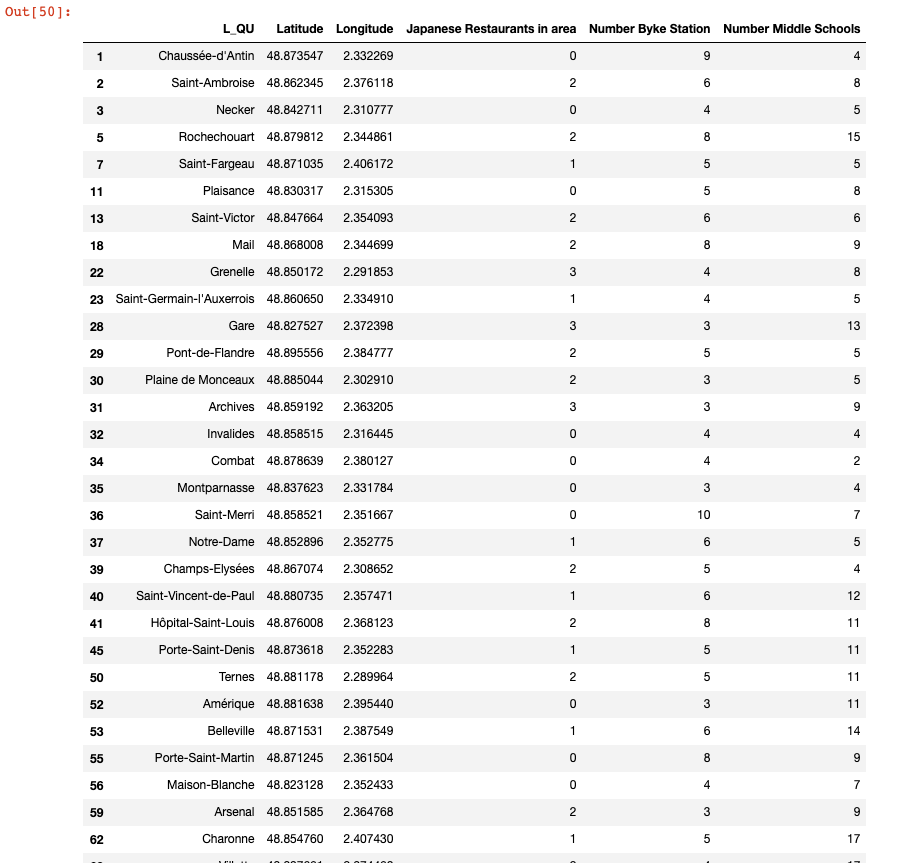 Out[50]:
L_QU Latitude Longitude Japanese Restaurants in area Number Byke Station Number Middle Schools
1 Chaussée-d'Antin 48.873547 2.332269 0 9 4
2 Saint-Ambroise 48.862345 2.376118 2 6 8
3 Necker 48.842711 2.310777 0 4 5
5 Rochechouart 48.879812 2.344861 2 8 15
7 Saint-Fargeau 48.871035 2.406172 1 5 5
11 Plaisance 48.830317 2.315305 0 5 8
13 Saint-Victor 48.847664 2.354093 2 6 6
18 Mail 48.868008 2.344699 2 8 9
22 Grenelle 48.850172 2.291853 3 4 8
23 Saint-Germain-l'Auxerrois 48.860650 2.334910 1 4 5
28 Gare 48.827527 2.372398 3 3 13
29 Pont-de-Flandre 48.895556 2.384777 2 5 5
30 Plaine de Monceaux 48.885044 2.302910 2 3 5
31 Archives 48.859192 2.363205 3 3 9
32 Invalides 48.858515 2.316445 0 4 4
34 Combat 48.878639 2.380127 0 4 2
35 Montparnasse 48.837623 2.331784 0 3 4
36 Saint-Merri 48.858521 2.351667 0 10 7
37 Notre-Dame 48.852896 2.352775 1 6 5
39 Champs-Elysées 48.867074 2.308652 2 5 4
40 Saint-Vincent-de-Paul 48.880735 2.357471 1 6 12
41 Hôpital-Saint-Louis 48.876008 2.368123 2 8 11
45 Porte-Saint-Denis 48.873618 2.352283 1 5 11
50 Ternes 48.881178 2.289964 2 5 11
52 Amérique 48.881638 2.395440 0 3 11
53 Belleville 48.871531 2.387549 1 6 14
55 Porte-Saint-Martin 48.871245 2.361504 0 8 9
56 Maison-Blanche 48.823128 2.352433 0 4 7
59 Arsenal 48.851585 2.364768 2 3 9
62 Charonne 48.854760 2.407430 1 5 17